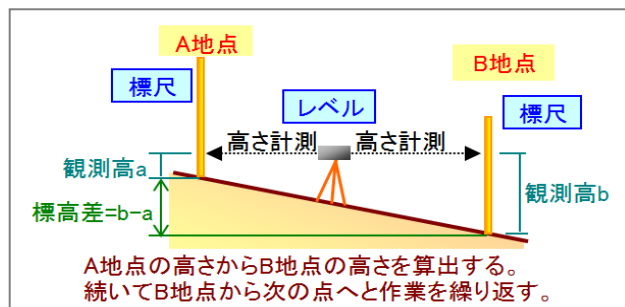 A地点
B地点
標尺
レベル
標尺
高さ計測
高さ計測
観測高a
標高差=b-a
観測高b
A地点の高さからB地点の高さを算出する。
続いてB地点から次の点へと作業を繰り返す。